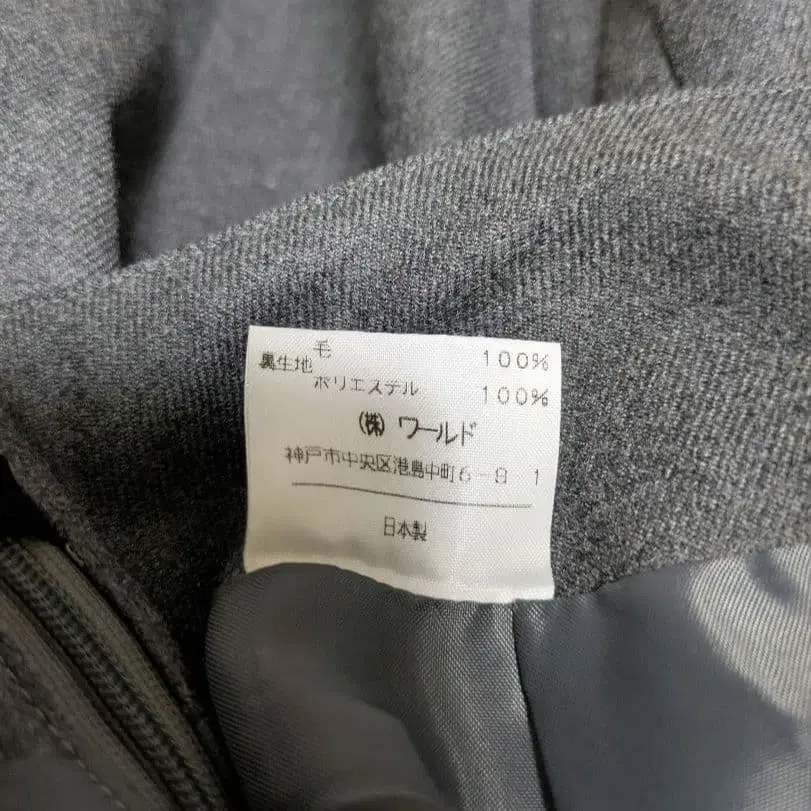 毛 100%
裏生地
ポリエステル 100%
(株) ワールド
神戸市中央区港島中町6-8 1
日本製